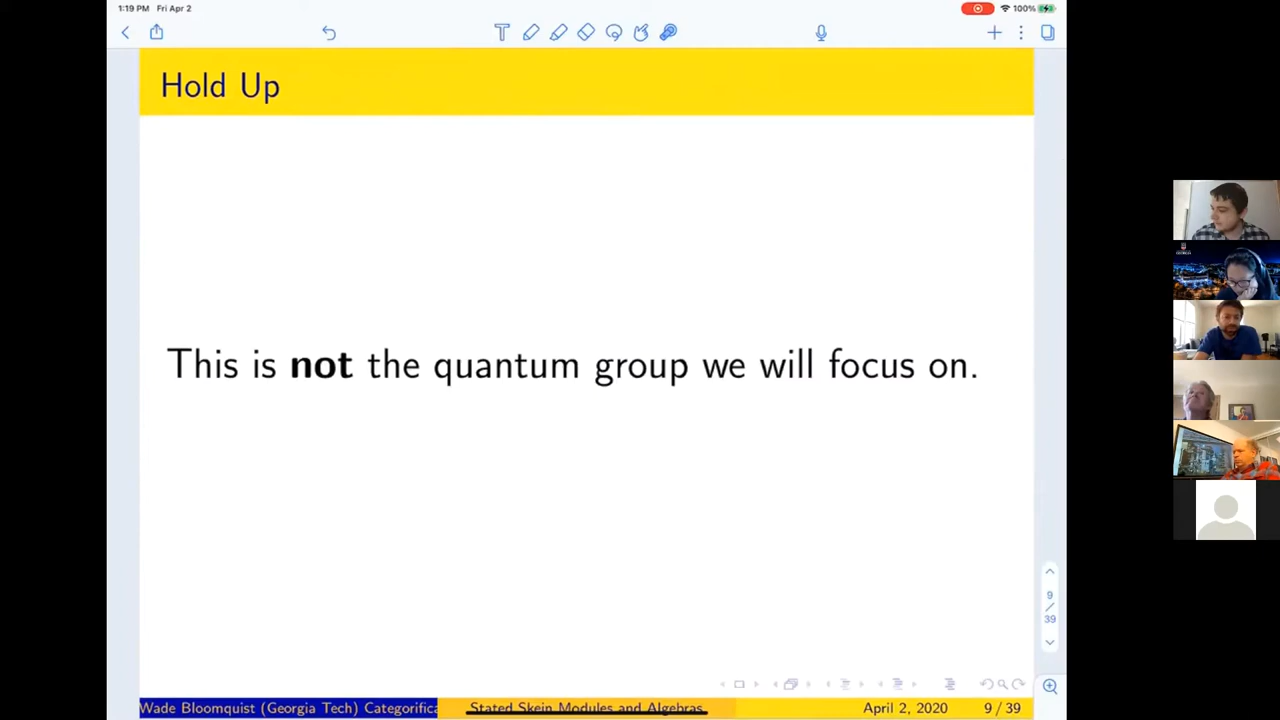 1:19 PM Fri Apr 2
100%
Hold Up
This is not the quantum group we will focus on.
9
/
39
Wade Bloomquist (Georgia Tech) Categorifica
Stated Skein Modules and Algebras
April 2, 2020
9 / 39